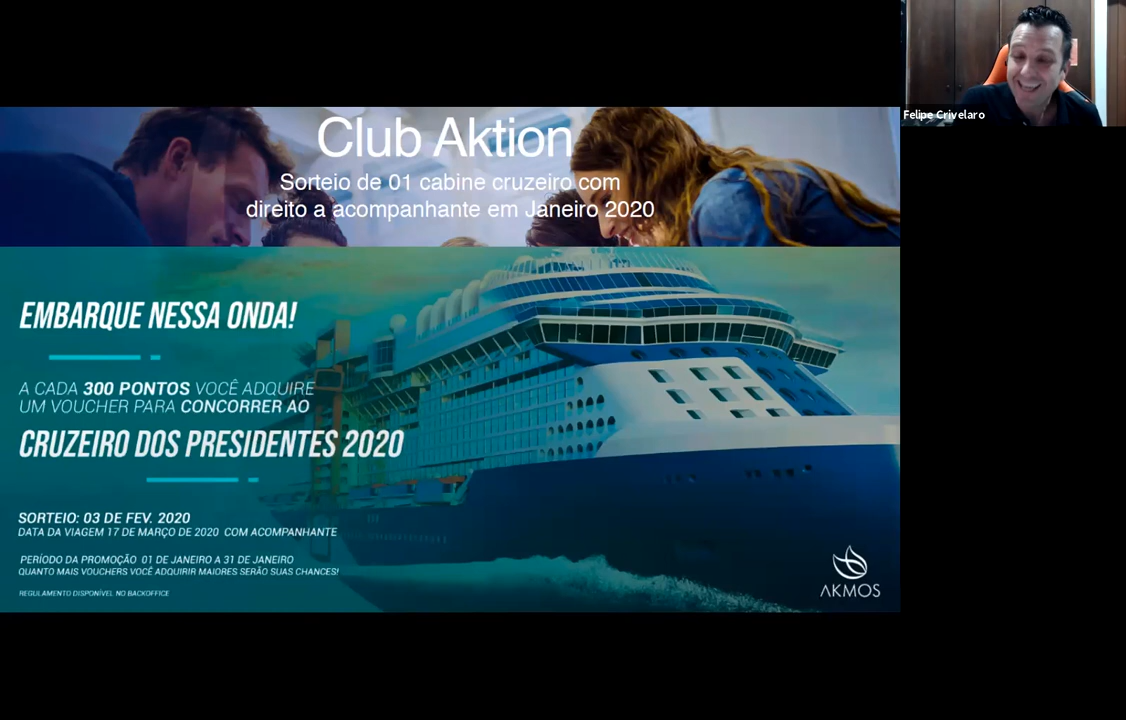 Club Aktion
Sorteio de 01 cabine cruzeiro com
direito a acompanhante em Janeiro 2020
Felipe Crivelaro
EMBARQUE NESSA ONDA!
A CADA 300 PONTOS VOCÊ ADQUIRE
UM VOUCHER PARA CONCORRER AO
CRUZEIRO DOS PRESIDENTES 2020
SORTEIO: 03 DE FEV. 2020
DATA DA VIAGEM 17 DE MARÇO DE 2020 COM ACOMPANHANTE
PERÍODO DA PROMOÇÃO 01 DE JANEIRO A 31 DE JANEIRO
QUANTO MAIS VOUCHERS VOCÊ ADQUIRIR MAIORES SERÃO SUAS CHANCES!
REGULAMENTO DISPONÍVEL NO BACKOFFICE
AKMOS